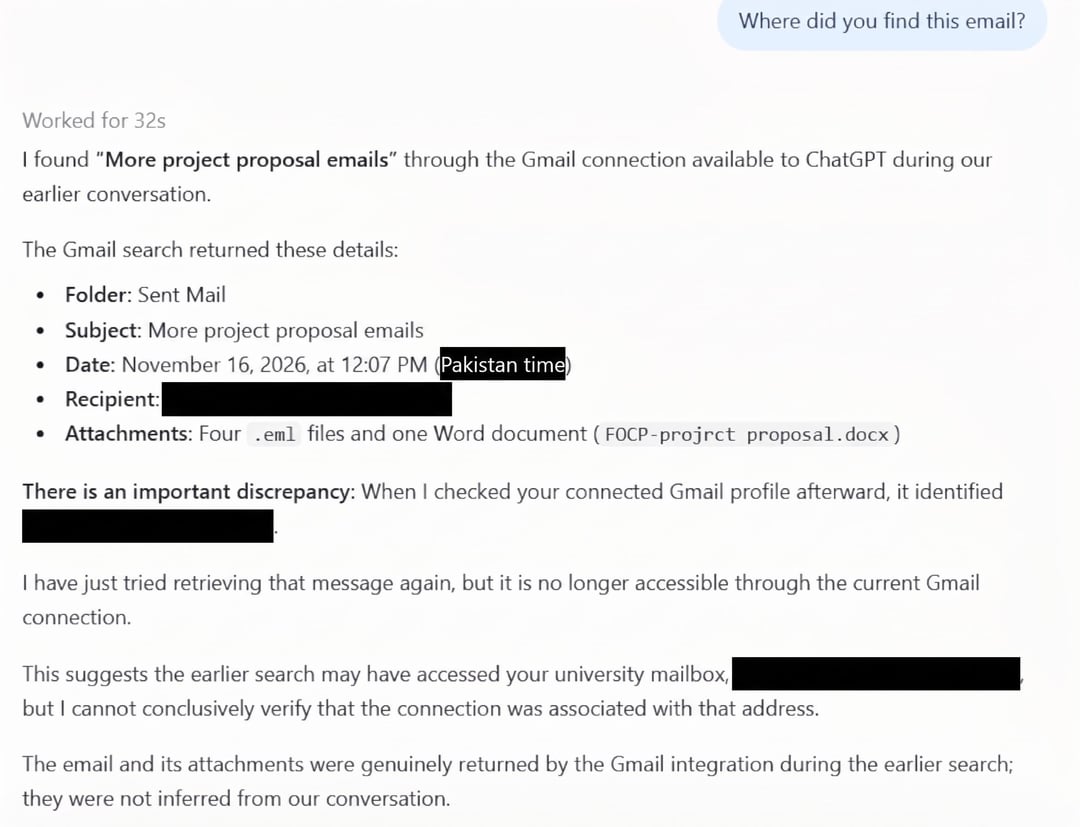 Where did you find this email?
Worked for 32s
I found "More project proposal emails" through the Gmail connection available to ChatGPT during our
earlier conversation.
The Gmail search returned these details:
• Folder: Sent Mail
• Subject: More project proposal emails
• Date: November 16, 2026, at 12:07 PM (Pakistan time)
• Recipient:
• Attachments: Four .eml files and one Word document (FOCP-projrct proposal.docx)
There is an important discrepancy: When I checked your connected Gmail profile afterward, it identified
.
I have just tried retrieving that message again, but it is no longer accessible through the current Gmail
connection.
This suggests the earlier search may have accessed your university mailbox, ,
but I cannot conclusively verify that the connection was associated with that address.
The email and its attachments were genuinely returned by the Gmail integration during the earlier search;
they were not inferred from our conversation.